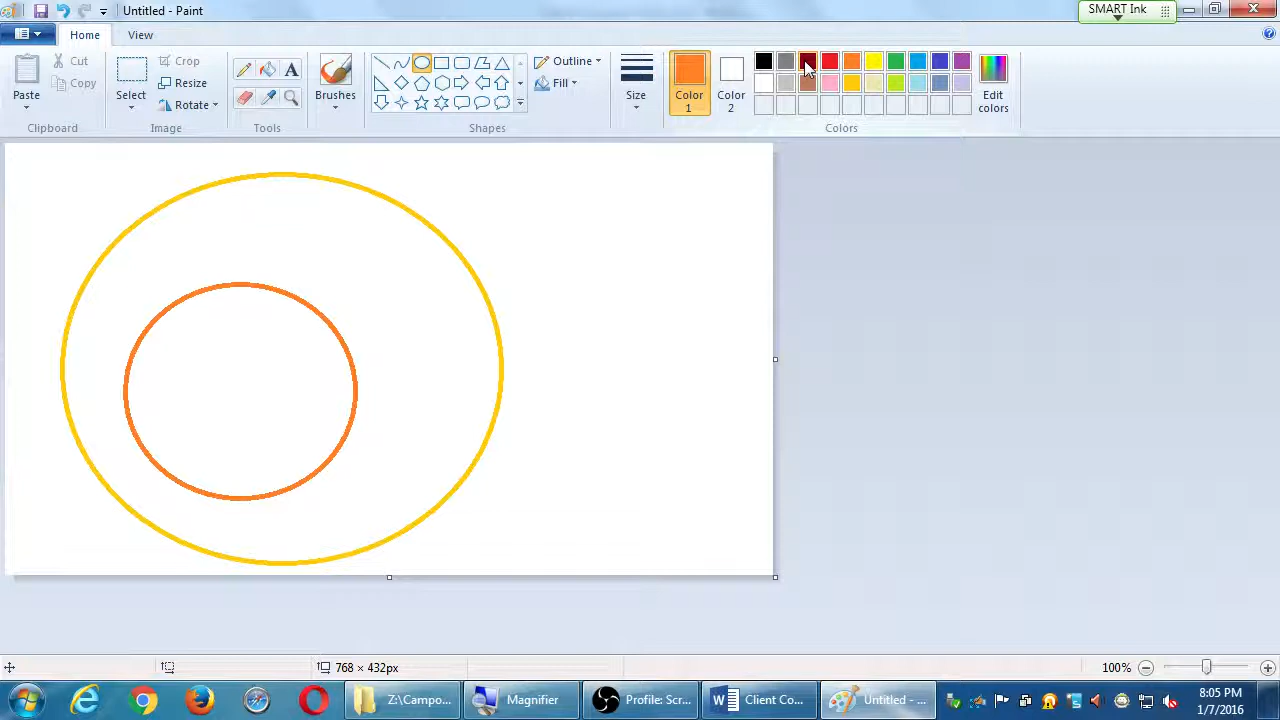 Untitled - Paint
SMART Ink
Home
View
Paste
Cut
Copy
Clipboard
Select
Crop
Resize
Rotate
Image
A
Tools
Brushes
Outline
Fill
Shapes
Size
Color 1
Color 2
Edit colors
Colors
768 × 432px
100%
Z:\Campo...
Magnifier
Profile: Scr...
Client Co...
Untitled - ...
8:05 PM
1/7/2016